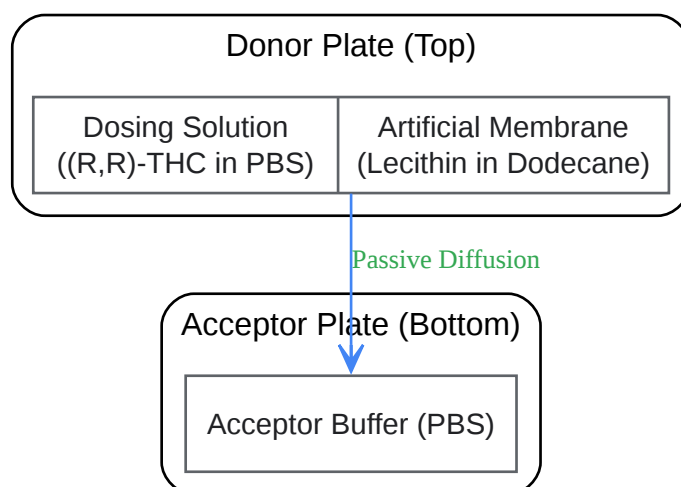 Donor Plate (Top)
Dosing Solution
((R,R)-THC in PBS)
Artificial Membrane
(Lecithin in Dodecane)
Passive Diffusion
Acceptor Plate (Bottom)
Acceptor Buffer (PBS)